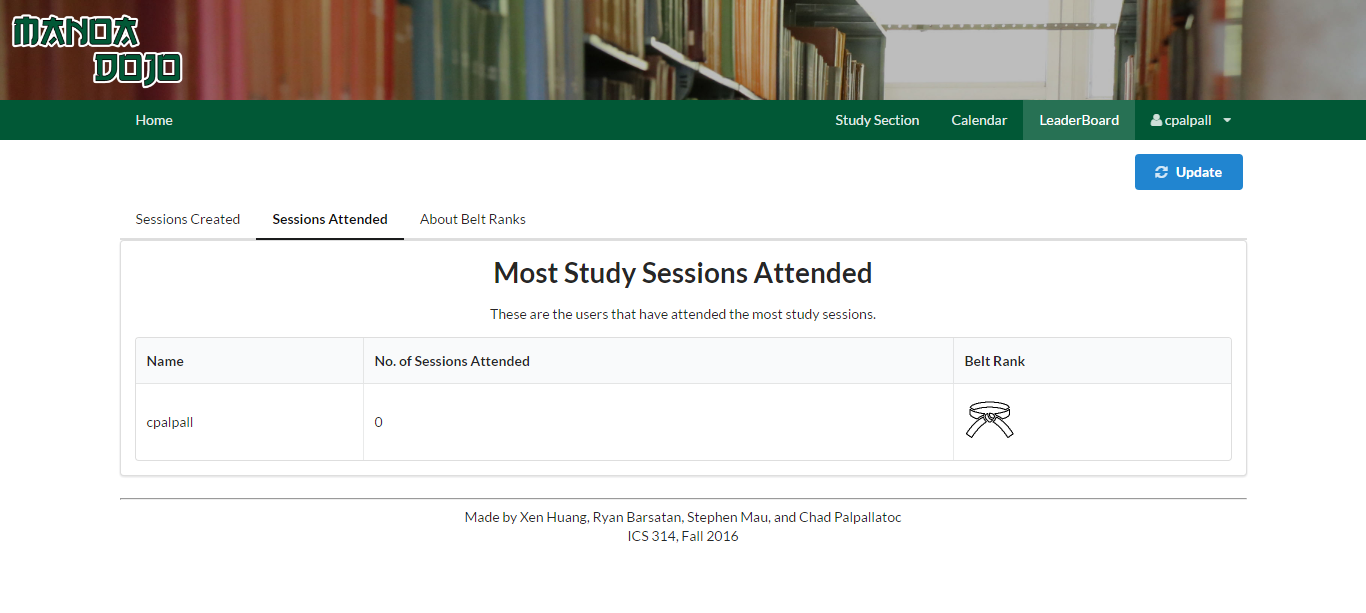 MANOA
DOJO
Home
Study Section
Calendar
LeaderBoard
cpalpall
Update
Sessions Created
Sessions Attended
About Belt Ranks
Most Study Sessions Attended
These are the users that have attended the most study sessions.
Name
No. of Sessions Attended
Belt Rank
cpalpall
0
Made by Xen Huang, Ryan Barsatan, Stephen Mau, and Chad Palpallatoc
ICS 314, Fall 2016